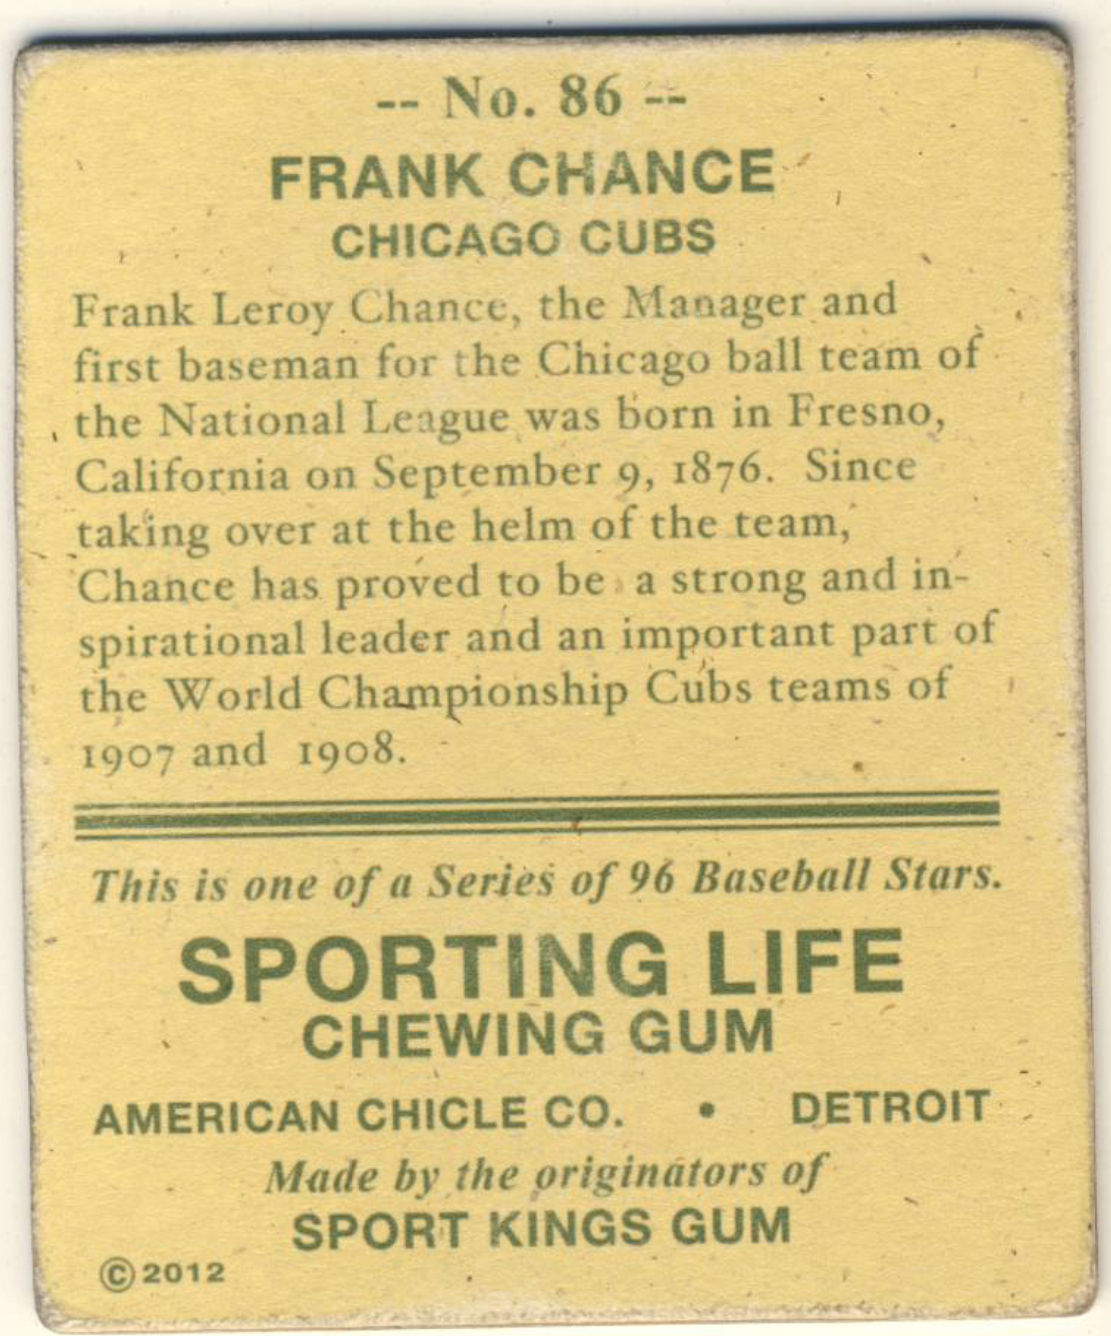 -- No. 86 --
FRANK CHANCE
CHICAGO CUBS
Frank Leroy Chance, the Manager and
first baseman for the Chicago ball team of
the National League was born in Fresno,
California on September 9, 1876. Since
taking over at the helm of the team,
Chance has proved to be a strong and in-
spirational leader and an important part of
the World Championship Cubs teams of
1907 and 1908.
This is one of a Series of 96 Baseball Stars.
SPORTING LIFE
CHEWING GUM
AMERICAN CHICLE CO. • DETROIT
Made by the originators of
SPORT KINGS GUM
©2012